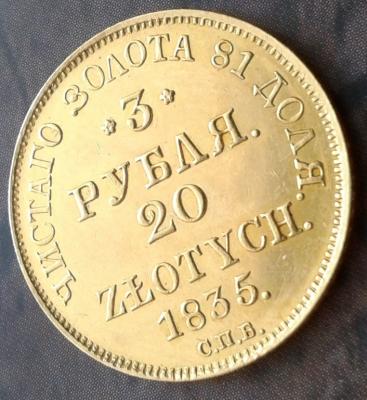 ЧИСТАГО ЗОЛОТА 81 ДОЛЯ.
*3*
РУБЛЯ.
20
ZŁOTYCH.
1835.
С.П.Б.